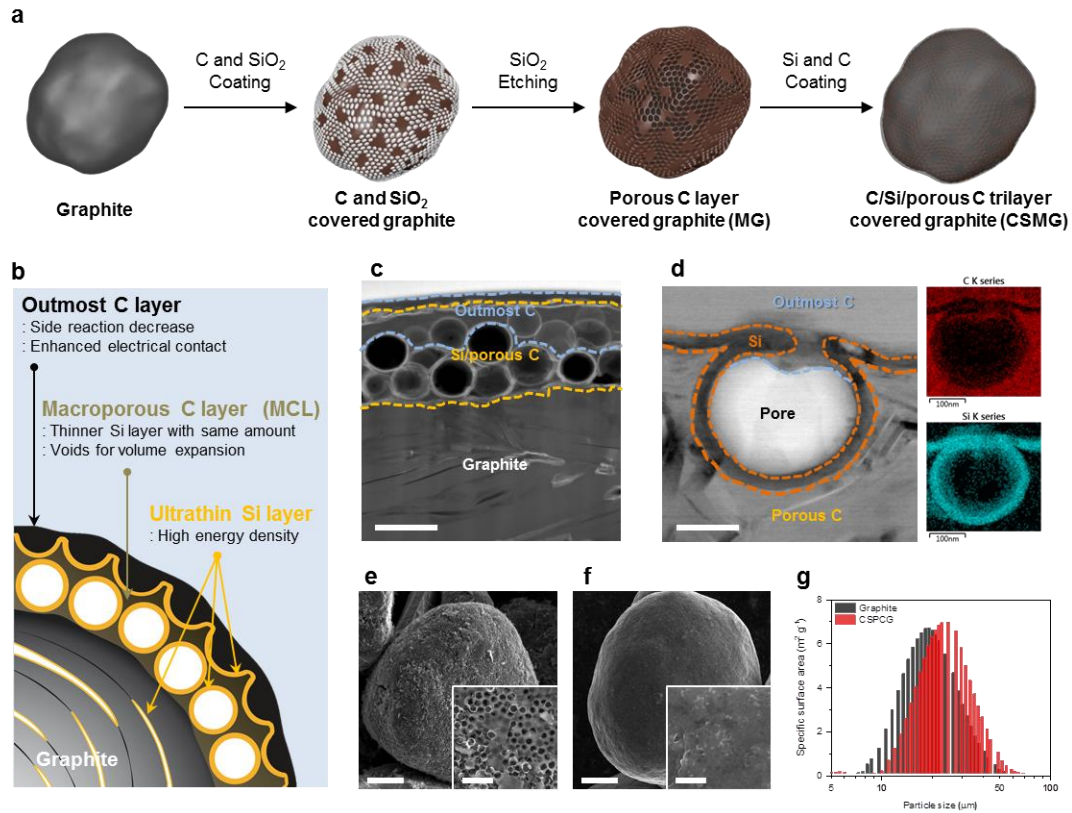 a
C and SiO₂
Coating
SiO₂
Etching
Si and C
Coating
Graphite
C and SiO₂
covered graphite
Porous C layer
covered graphite (MG)
C/Si/porous C trilayer
covered graphite (CSMG)
b
Outmost C layer
: Side reaction decrease
: Enhanced electrical contact
Macroporous C layer (MCL)
: Thinner Si layer with same amount
: Voids for volume expansion
Ultrathin Si layer
: High energy density
Graphite
c
Outmost C
Si/porous C
Graphite
d
Outmost C
Si
Pore
Porous C
C K series
100nm
Si K series
100nm
e
f
g
Graphite
CSPCG
Specific surface area (m² g⁻¹)
8
6
4
2
0
5
10
50
100
Particle size (μm)